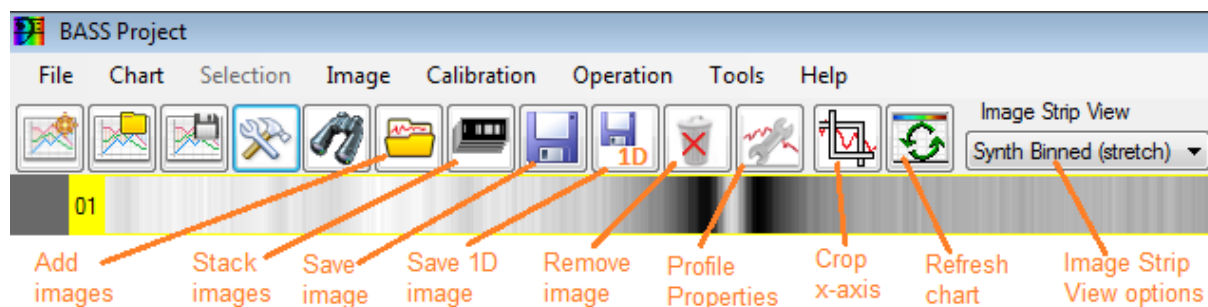 BASS Project
File Chart Selection Image Calibration Operation Tools Help
Image Strip View
1D
Synth Binned (stretch)
01
Add images
Stack images
Save image
Save 1D image
Remove image
Profile Properties
Crop x-axis
Refresh chart
Image Strip View options